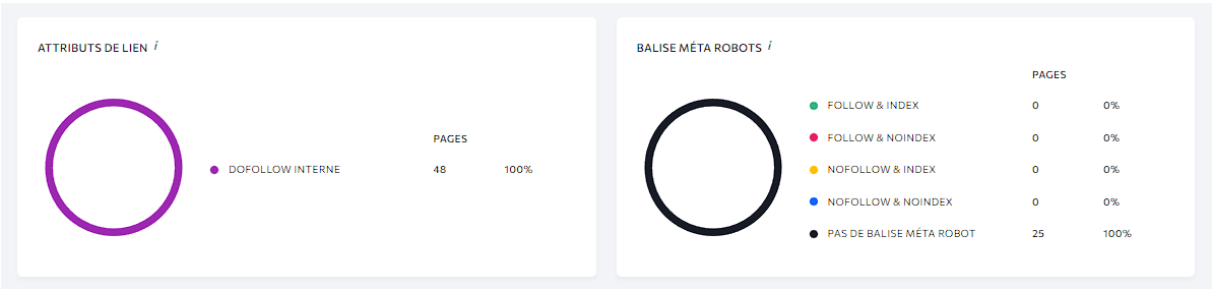 ATTRIBUTS DE LIEN i
PAGES
DOFOLLOW INTERNE 48 100%
BALISE MÉTA ROBOTS i
PAGES
FOLLOW & INDEX 0 0%
FOLLOW & NOINDEX 0 0%
NOFOLLOW & INDEX 0 0%
NOFOLLOW & NOINDEX 0 0%
PAS DE BALISE MÉTA ROBOT 25 100%